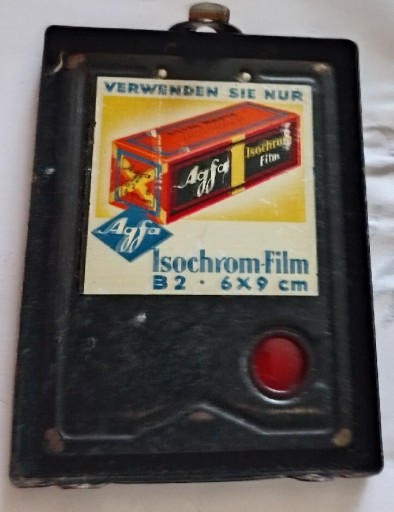 VERWENDEN SIE NUR
Agfa
Isochrom
Film
Agfa
Isochrom-Film
B2 · 6×9 cm